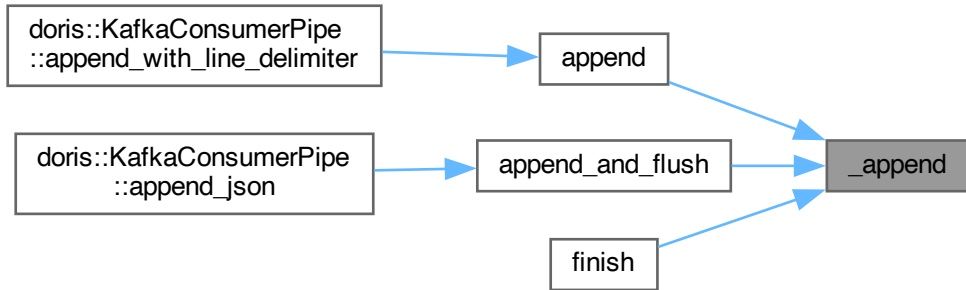 doris::KafkaConsumerPipe
::append_with_line_delimiter
append
doris::KafkaConsumerPipe
::append_json
append_and_flush
_append
finish